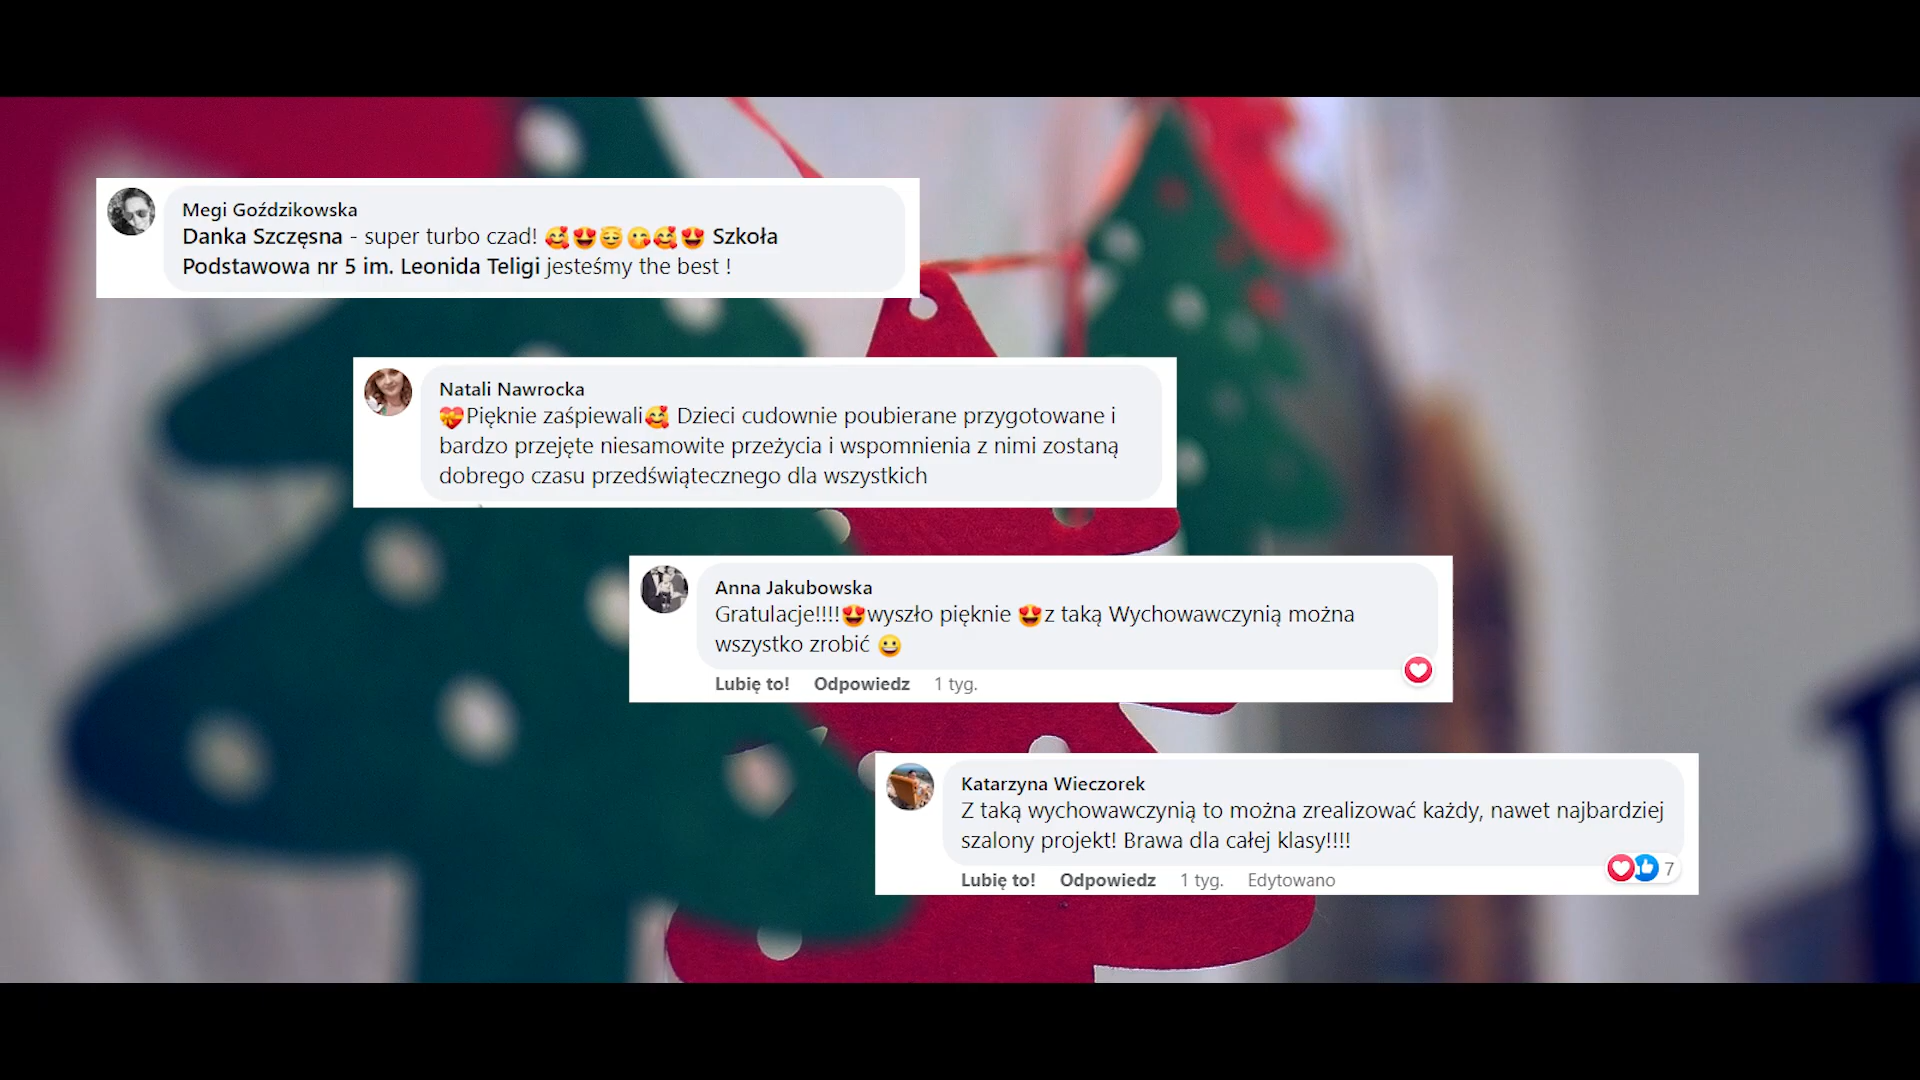 Megi Goździkowska
Danka Szczęsna - super turbo czad! 🥰😍😇😘🥰😍 Szkoła
Podstawowa nr 5 im. Leonida Teligi jesteśmy the best !
Natali Nawrocka
💝Pięknie zaśpiewali🥰 Dzieci cudownie poubierane przygotowane i
bardzo przejęte niesamowite przeżycia i wspomnienia z nimi zostaną
dobrego czasu przedświątecznego dla wszystkich
Anna Jakubowska
Gratulacje!!!!😍wyszło pięknie 😍z taką Wychowawczynią można
wszystko zrobić 😀
Lubię to! Odpowiedz 1 tyg.
Katarzyna Wieczorek
Z taką wychowawczynią to można zrealizować każdy, nawet najbardziej
szalony projekt! Brawa dla całej klasy!!!!
7
Lubię to! Odpowiedz 1 tyg. Edytowano